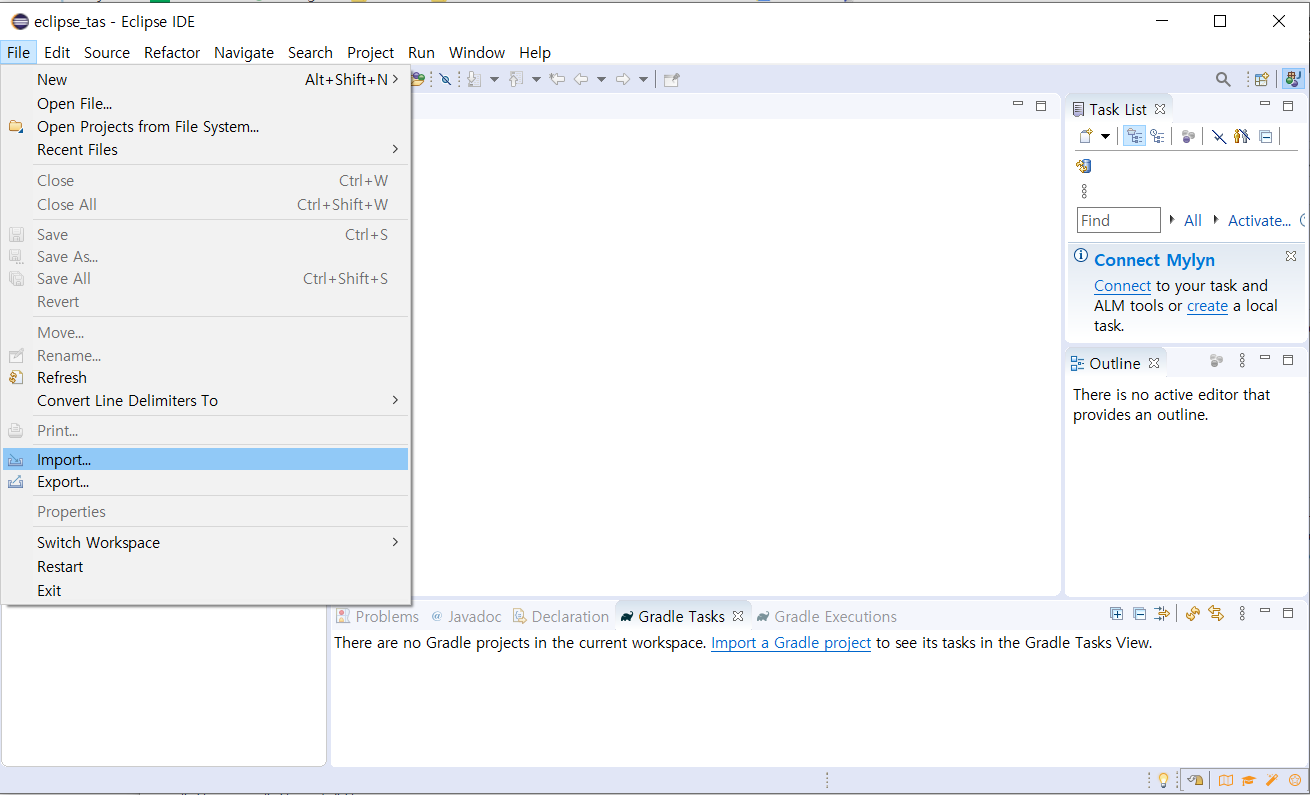 eclipse_tas - Eclipse IDE
File Edit Source Refactor Navigate Search Project Run Window Help
New Alt+Shift+N
Open File...
Open Projects from File System...
Recent Files
Close Ctrl+W
Close All Ctrl+Shift+W
Save Ctrl+S
Save As...
Save All Ctrl+Shift+S
Revert
Move...
Rename...
Refresh
Convert Line Delimiters To
Print...
Import...
Export...
Properties
Switch Workspace
Restart
Exit
Task List
Find All Activate...
Connect Mylyn
Connect to your task and
ALM tools or create a local
task.
Outline
There is no active editor that
provides an outline.
Problems @ Javadoc Declaration Gradle Tasks Gradle Executions
There are no Gradle projects in the current workspace. Import a Gradle project to see its tasks in the Gradle Tasks View.